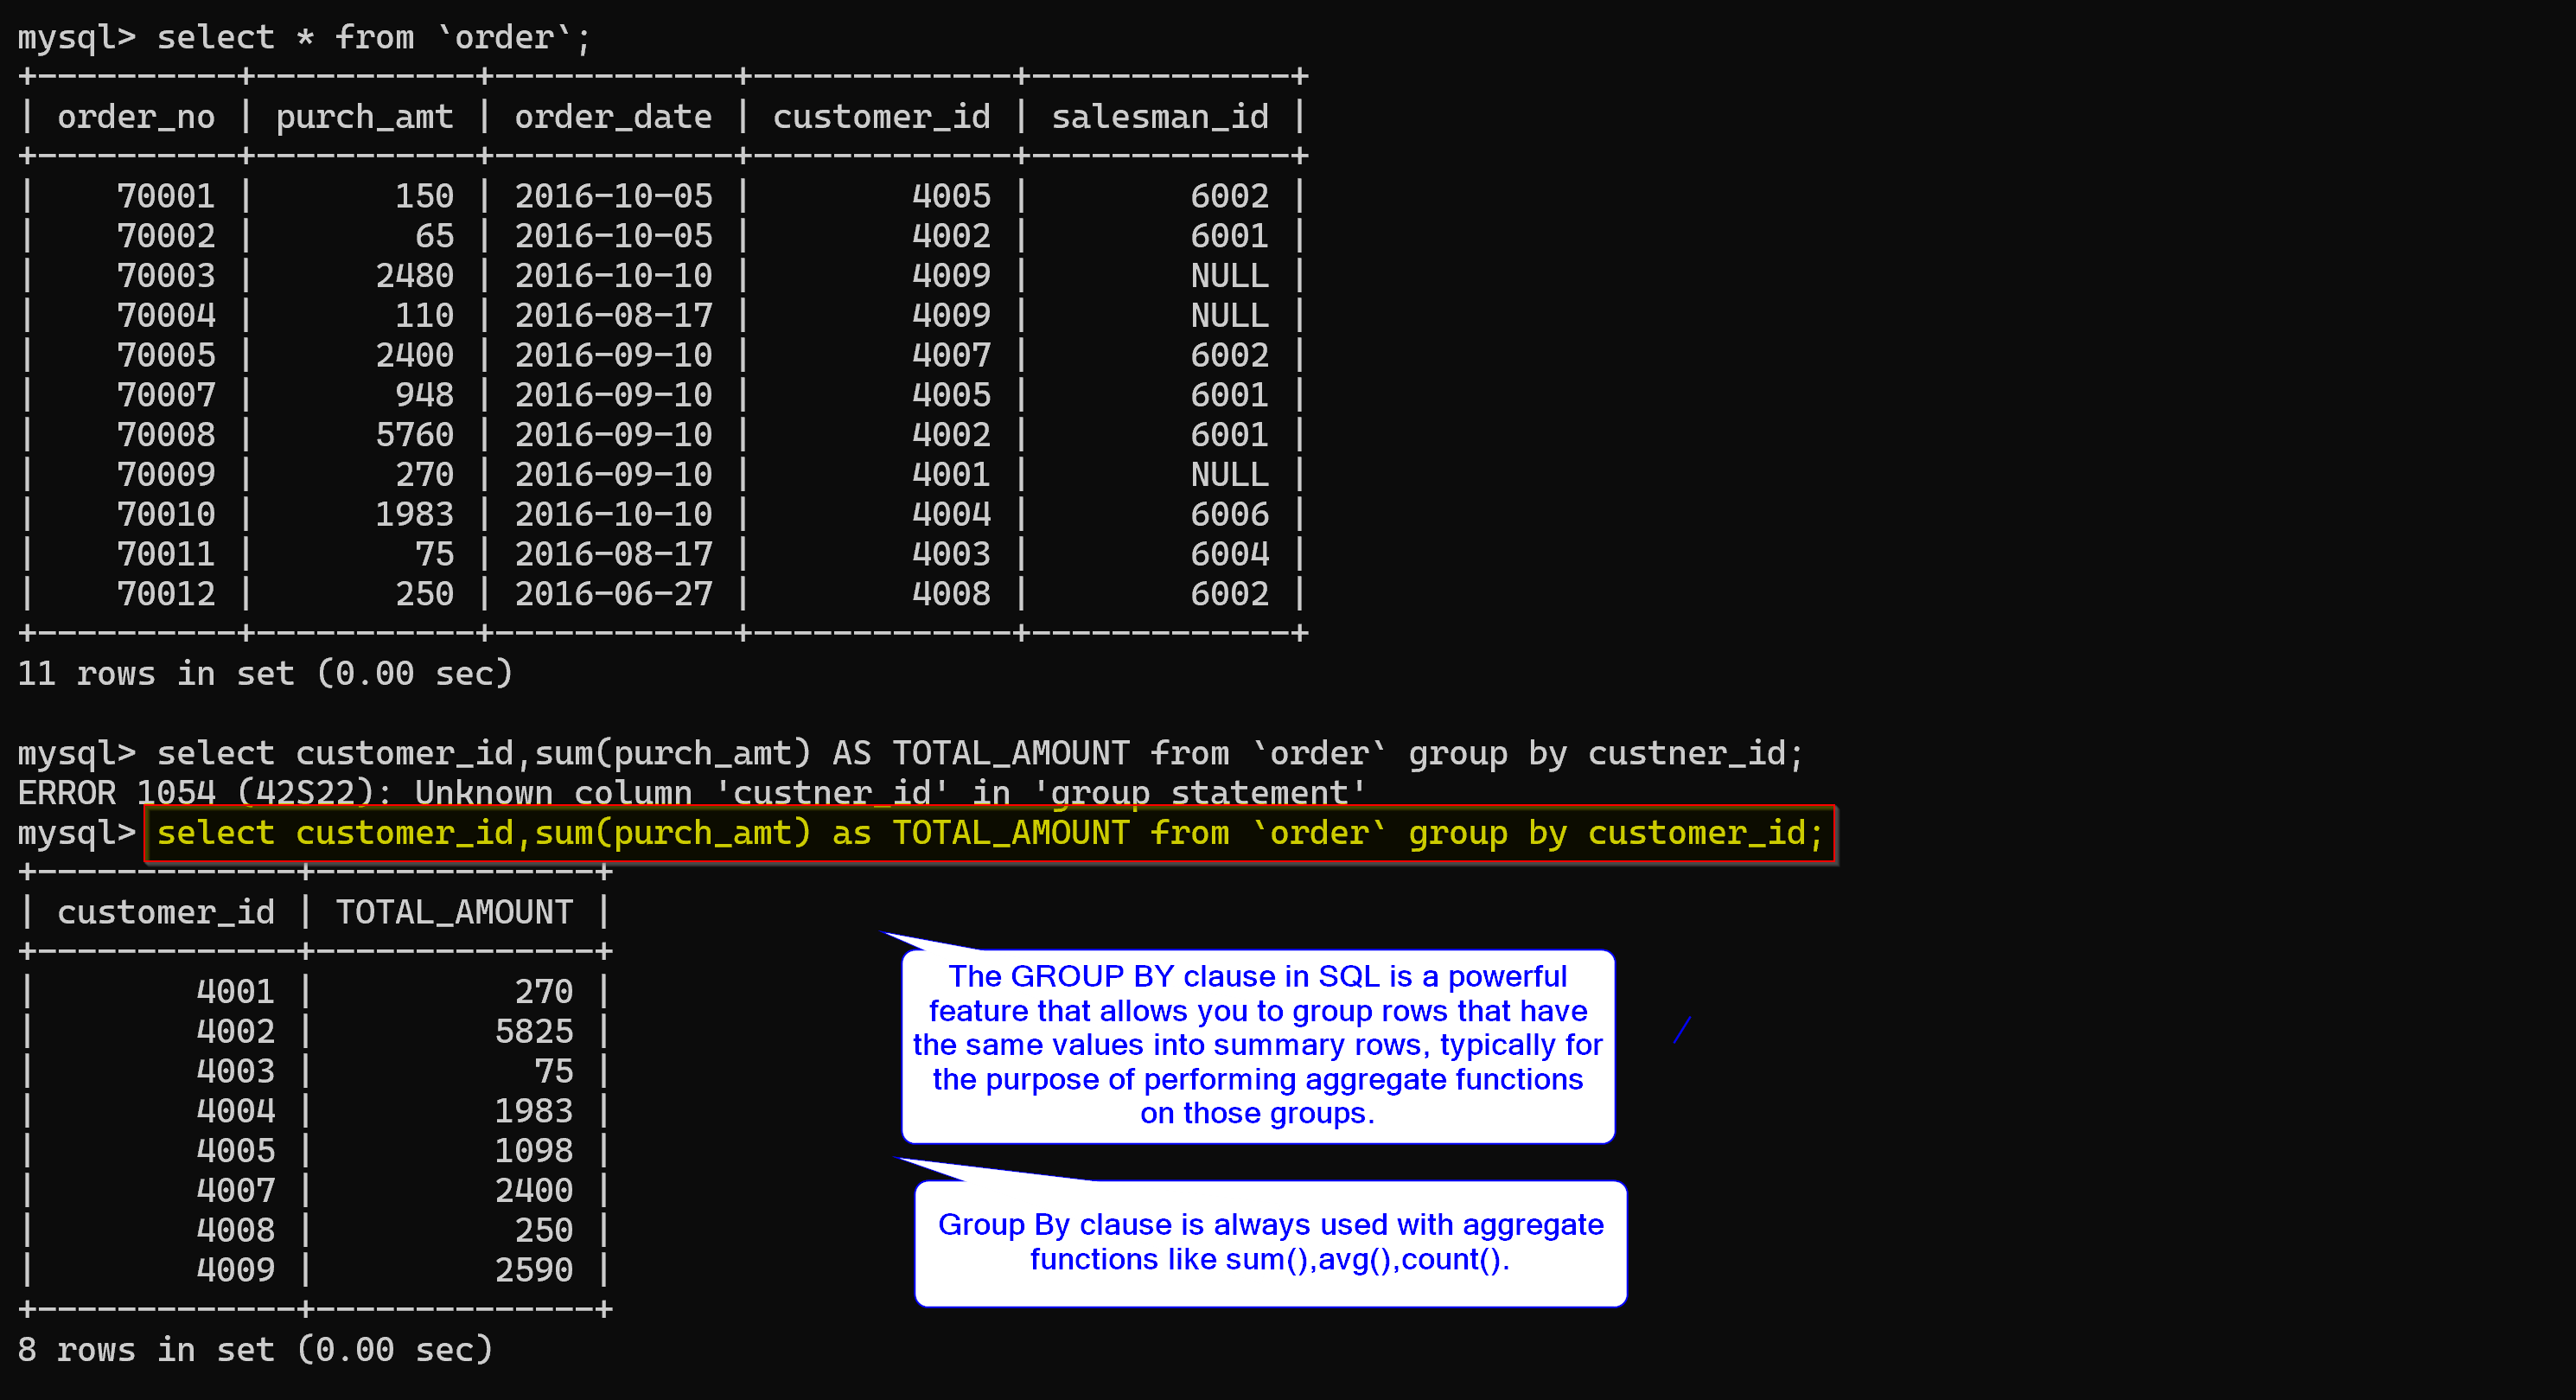 mysql> select * from `order`;
+----------+-----------+------------+-------------+-------------+
| order_no | purch_amt | order_date | customer_id | salesman_id |
+----------+-----------+------------+-------------+-------------+
|    70001 |       150 | 2016-10-05 |        4005 |        6002 |
|    70002 |        65 | 2016-10-05 |        4002 |        6001 |
|    70003 |      2480 | 2016-10-10 |        4009 |        NULL |
|    70004 |       110 | 2016-08-17 |        4009 |        NULL |
|    70005 |      2400 | 2016-09-10 |        4007 |        6002 |
|    70007 |       948 | 2016-09-10 |        4005 |        6001 |
|    70008 |      5760 | 2016-09-10 |        4002 |        6001 |
|    70009 |       270 | 2016-09-10 |        4001 |        NULL |
|    70010 |      1983 | 2016-10-10 |        4004 |        6006 |
|    70011 |        75 | 2016-08-17 |        4003 |        6004 |
|    70012 |       250 | 2016-06-27 |        4008 |        6002 |
+----------+-----------+------------+-------------+-------------+
11 rows in set (0.00 sec)
mysql> select customer_id,sum(purch_amt) AS TOTAL_AMOUNT from `order` group by custner_id;
ERROR 1054 (42S22): Unknown column 'custner_id' in 'group statement'
mysql> select customer_id,sum(purch_amt) as TOTAL_AMOUNT from `order` group by customer_id;
+-------------+--------------+
| customer_id | TOTAL_AMOUNT |
+-------------+--------------+
|        4001 |          270 |
|        4002 |         5825 |
|        4003 |           75 |
|        4004 |         1983 |
|        4005 |         1098 |
|        4007 |         2400 |
|        4008 |          250 |
|        4009 |         2590 |
+-------------+--------------+
8 rows in set (0.00 sec)
The GROUP BY clause in SQL is a powerful
feature that allows you to group rows that have
the same values into summary rows, typically for
the purpose of performing aggregate functions
on those groups.
Group By clause is always used with aggregate
functions like sum(),avg(),count().